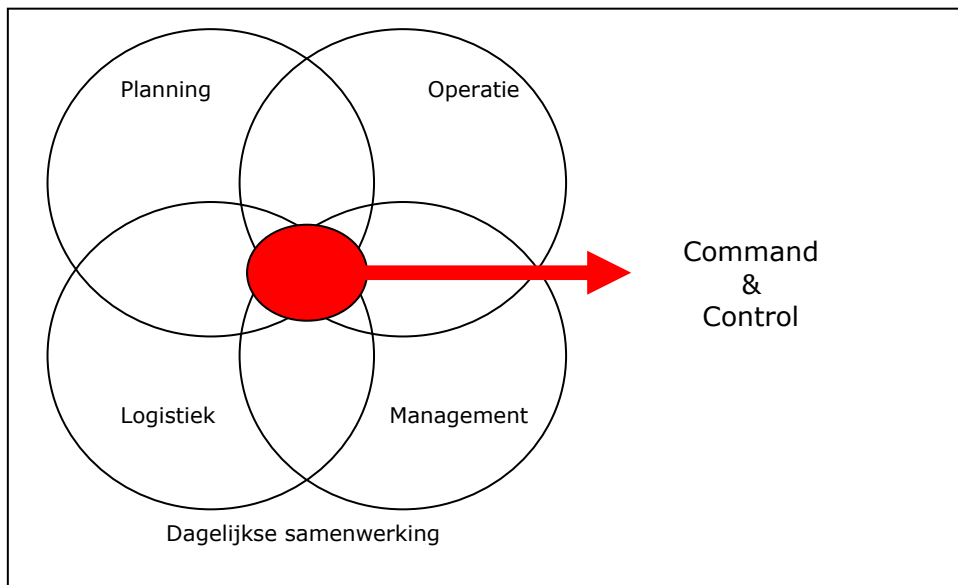 Planning
Operatie
Command
&
Control
Logistiek
Management
Dagelijkse samenwerking